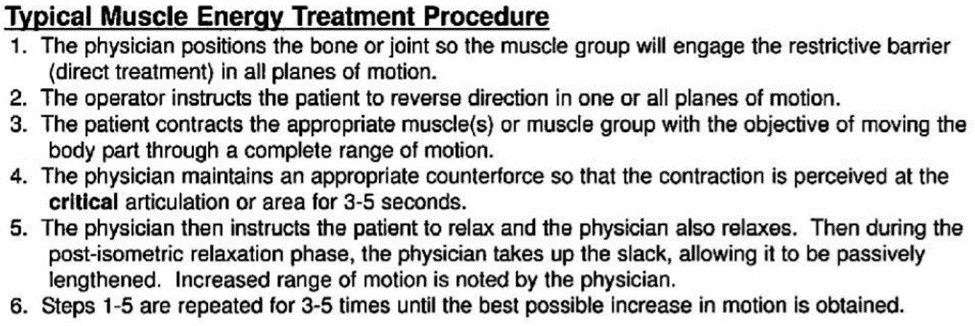 Typical Muscle Energy Treatment Procedure
1. The physician positions the bone or joint so the muscle group will engage the restrictive barrier
(direct treatment) in all planes of motion.
2. The operator instructs the patient to reverse direction in one or all planes of motion.
3. The patient contracts the appropriate muscle(s) or muscle group with the objective of moving the
body part through a complete range of motion.
4. The physician maintains an appropriate counterforce so that the contraction is perceived at the
critical articulation or area for 3-5 seconds.
5. The physician then instructs the patient to relax and the physician also relaxes. Then during the
post-isometric relaxation phase, the physician takes up the slack, allowing it to be passively
lengthened. Increased range of motion is noted by the physician.
6. Steps 1-5 are repeated for 3-5 times until the best possible increase in motion is obtained.